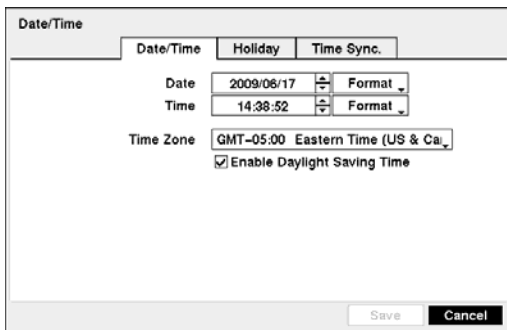 Date/Time
Date/Time Holiday Time Sync.
Date 2009/06/17 Format
Time 14:38:52 Format
Time Zone GMT-05:00 Eastern Time (US & Ca
Enable Daylight Saving Time
Save Cancel